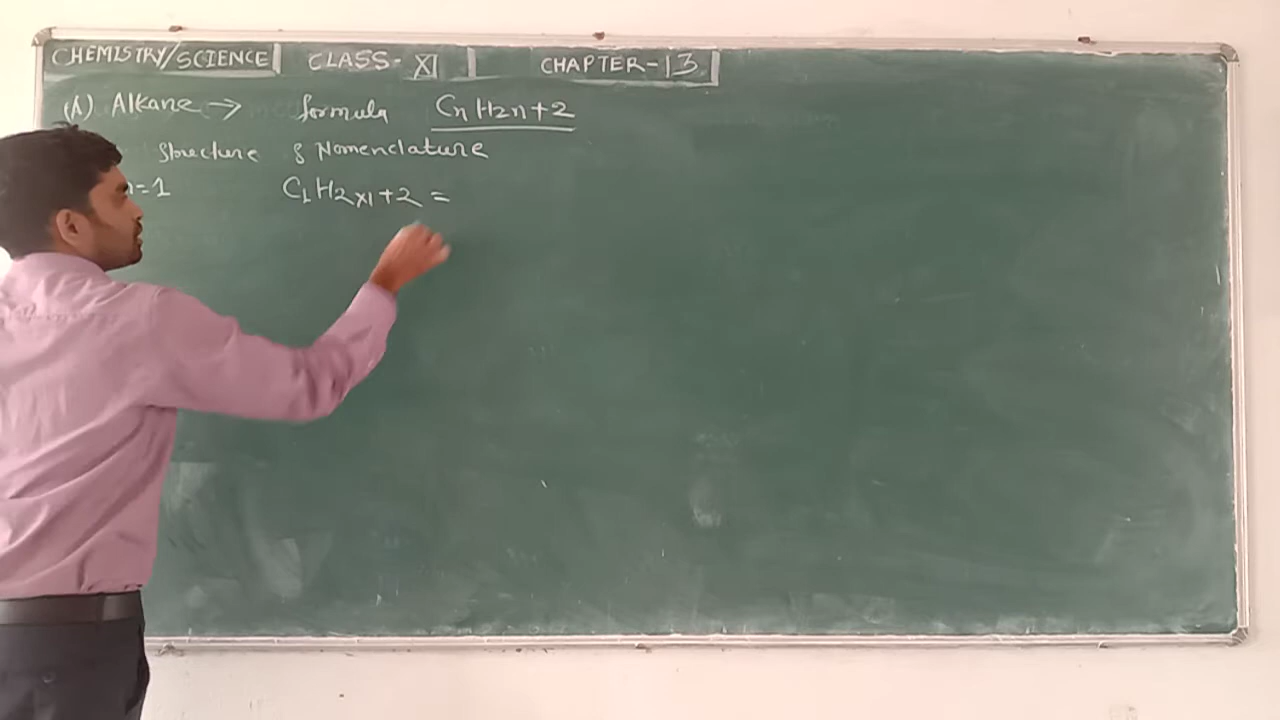 CHEMISTRY/SCIENCE | CLASS- XI | CHAPTER-13
(A) Alkane → formula CnH2n+2
Structure & Nomenclature
n=1 C1H2x1+2 =